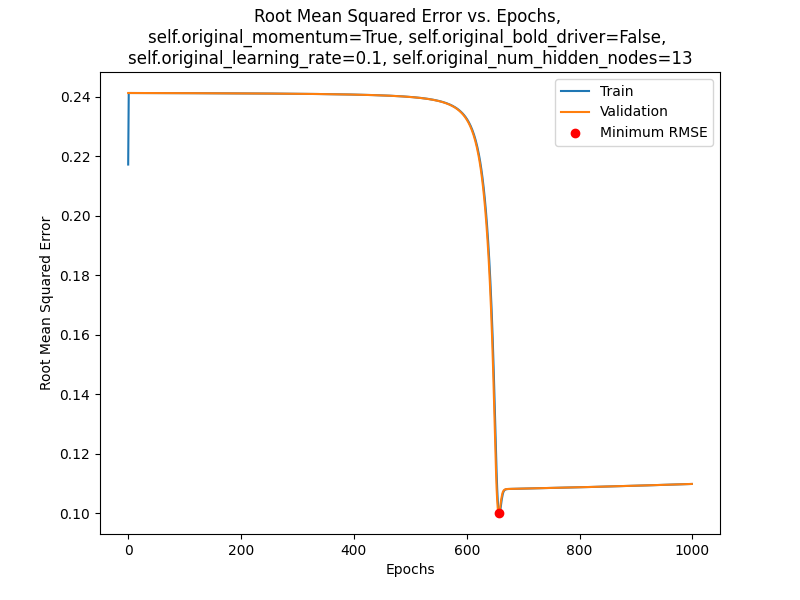 Root Mean Squared Error vs. Epochs,
self.original_momentum=True, self.original_bold_driver=False,
self.original_learning_rate=0.1, self.original_num_hidden_nodes=13
Train
Validation
Minimum RMSE
Root Mean Squared Error
0.24
0.22
0.20
0.18
0.16
0.14
0.12
0.10
0 200 400 600 800 1000
Epochs